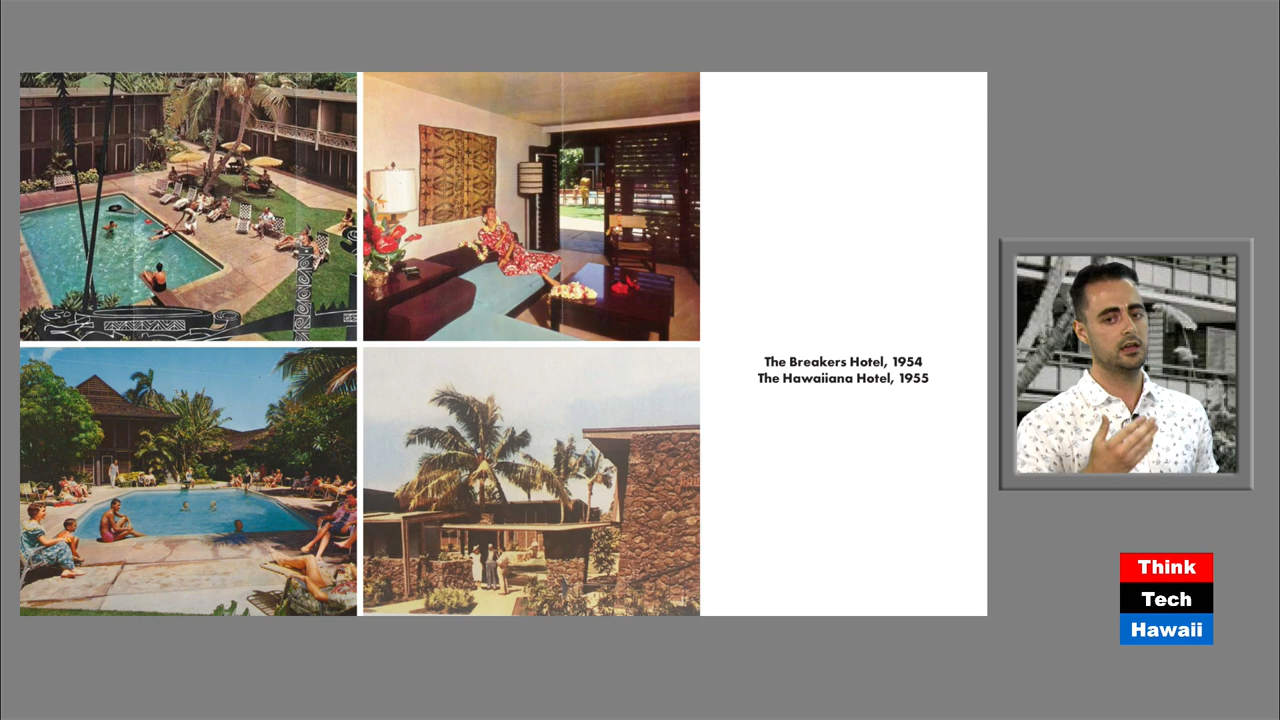 The Breakers Hotel, 1954
The Hawaiiana Hotel, 1955
Think
Tech
Hawaii